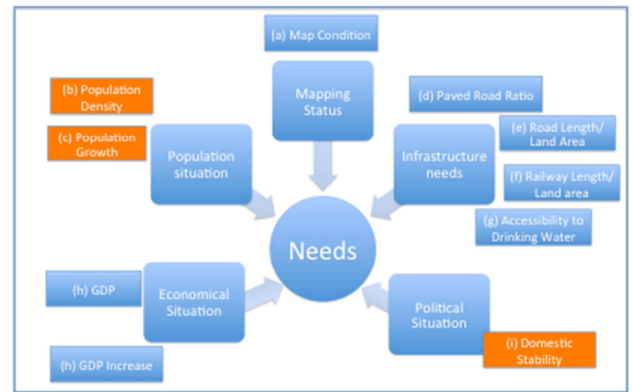 (a) Map Condition
Mapping
Status
(b) Population
Density
(c) Population
Growth
Population
situation
(d) Paved Road Ratio
(e) Road Length/
Land Area
Infrastructure
needs
(f) Railway Length/
Land area
(g) Accessibility to
Drinking Water
Needs
(h) GDP
Economical
Situation
(h) GDP Increase
Political
Situation
(i) Domestic
Stability